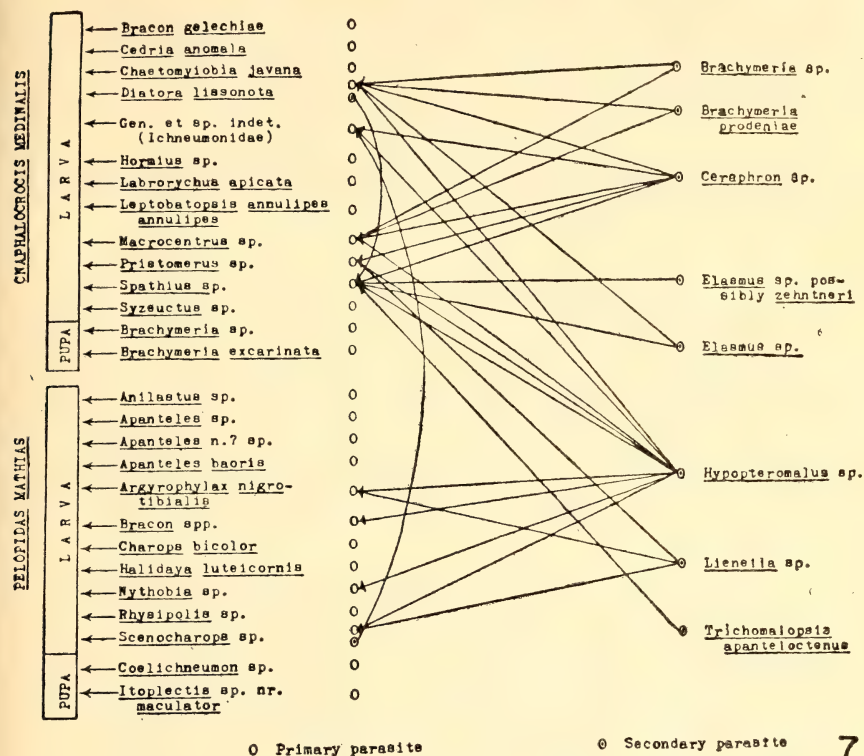 CNAPHALOCROCIS MEDINALIS
LARVA
Bracon gelechiae
Cedria anomala
Chaetomyiobia javana
Diatora lissonota
Gen. et sp. indet.
(Ichneumonidae)
Hormius sp.
Labrorychus apicata
Leptobatopsis annulipes
annulipes
Macrocentrus sp.
Pristomerus sp.
Spathius sp.
Syzeuctus sp.
PUPA
Brachymeria sp.
Brachymeria excarinata
PELOPIDAS MATHIAS
LARVA
Anilastus sp.
Apanteles sp.
Apanteles n.? sp.
Apanteles baoris
Argyrophylax nigro-
tibialis
Bracon spp.
Charops bicolor
Halidaya luteicornis
Nythobia sp.
Rhysipolis sp.
Scenocharops sp.
PUPA
Coelichneumon sp.
Itoplectis sp. nr.
maculator
Brachymeria sp.
Brachymeria
prodeniae
Ceraphron sp.
Elasmus sp. pos-
sibly zehntneri
Elasmus sp.
Hypopteromalus sp.
Lienella sp.
Trichomalopsis
apanteloctenus
O Primary parasite
⊙ Secondary parasite
7